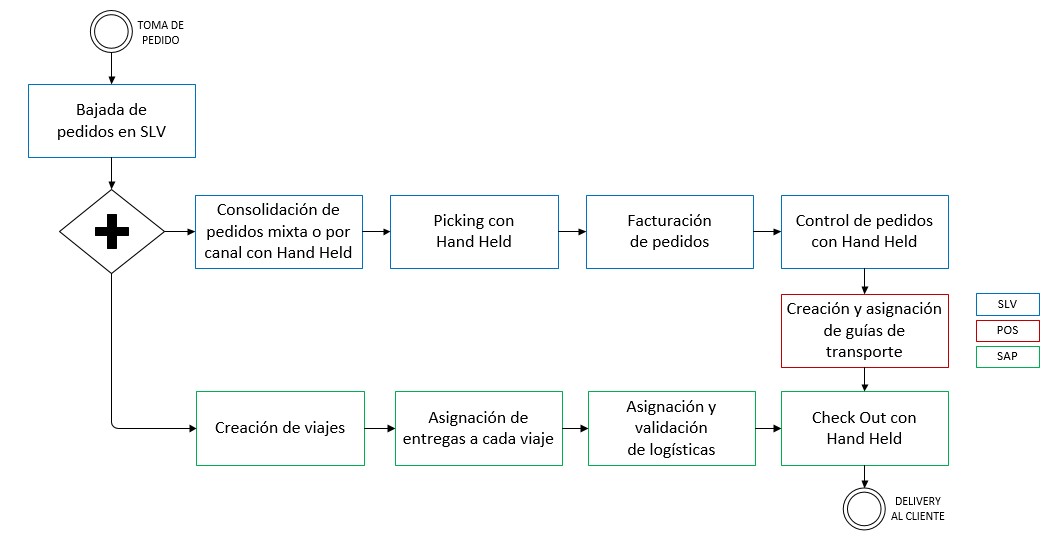 TOMA DE
PEDIDO
Bajada de
pedidos en SLV
Consolidación de
pedidos mixta o por
canal con Hand Held
Picking con
Hand Held
Facturación
de pedidos
Control de pedidos
con Hand Held
Creación y asignación
de guías de
transporte
SLV
POS
SAP
Creación de viajes
Asignación de
entregas a cada viaje
Asignación y
validación
de logísticas
Check Out con
Hand Held
DELIVERY
AL CLIENTE